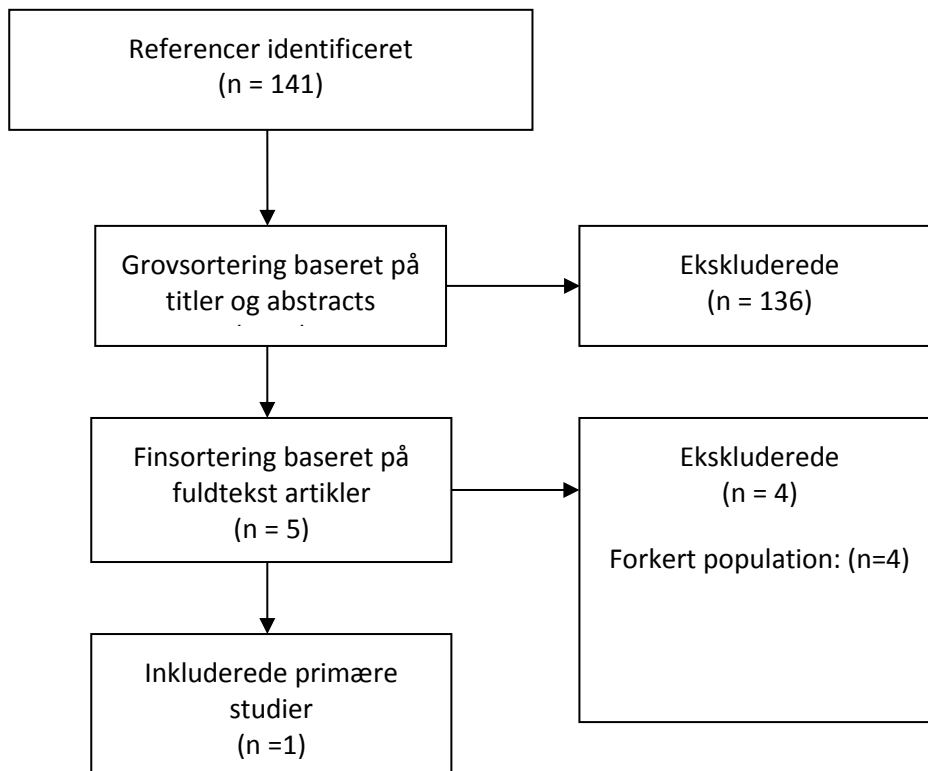 Referencer identificeret
(n = 141)
Grovsortering baseret på
titler og abstracts
Ekskluderede
(n = 136)
Finsortering baseret på
fuldtekst artikler
(n = 5)
Ekskluderede
(n = 4)
Forkert population: (n=4)
Inkluderede primære
studier
(n =1)